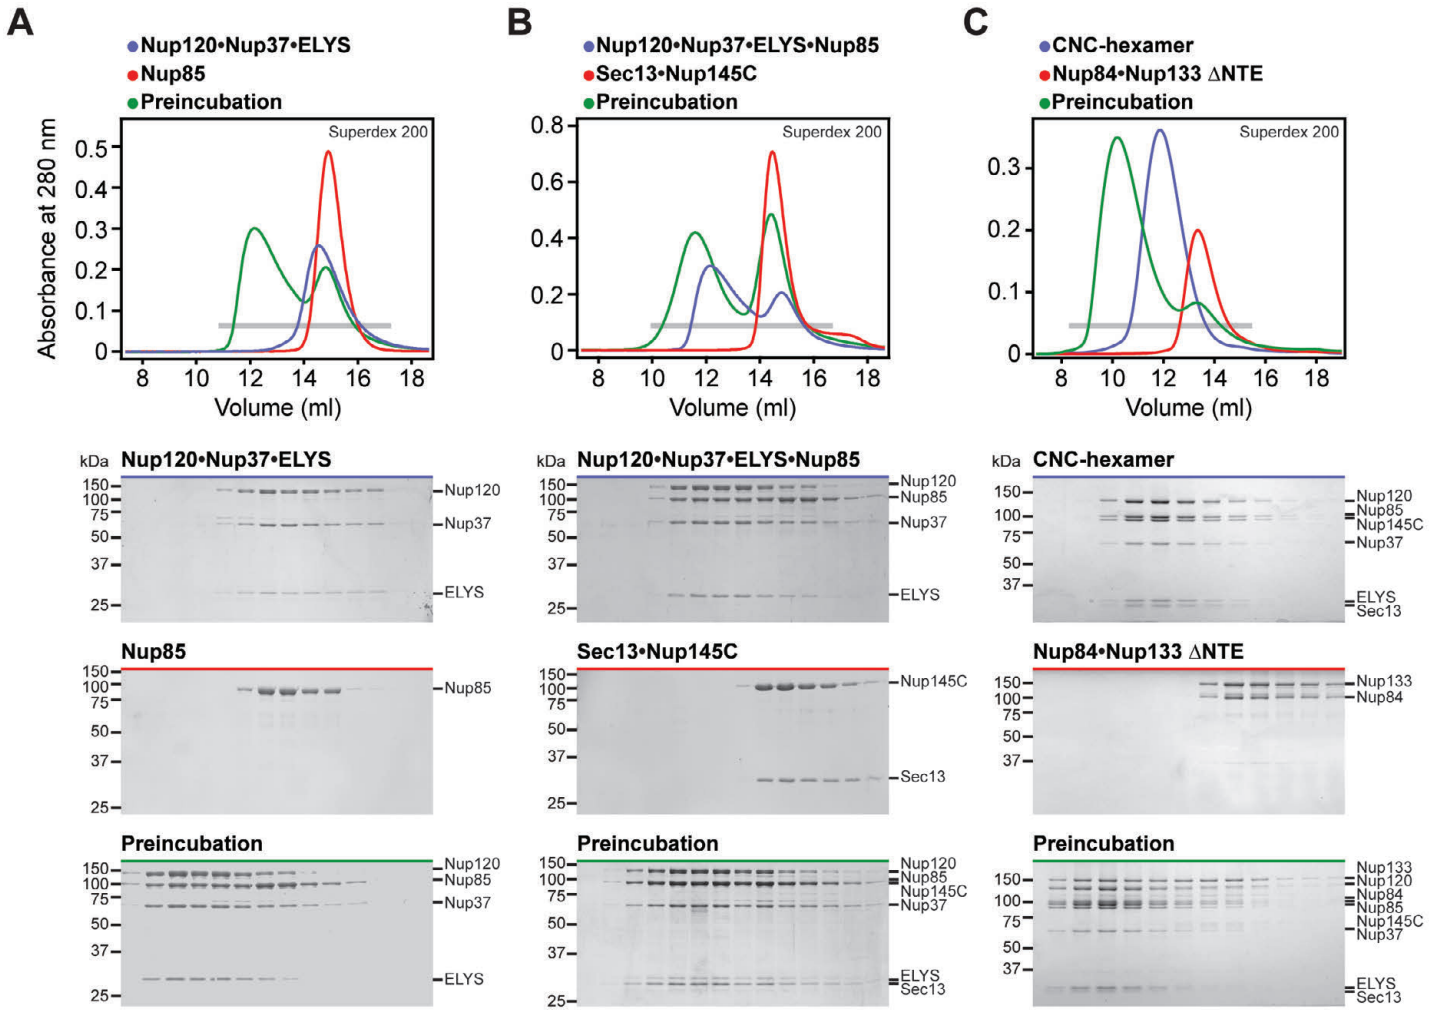 A
Nup120•Nup37•ELYS
Nup85
Preincubation
Superdex 200
Absorbance at 280 nm
0.5
0.4
0.3
0.2
0.1
0
8 10 12 14 16 18
Volume (ml)
kDa
Nup120•Nup37•ELYS
150
100
75
50
37
25
Nup120
Nup37
ELYS
Nup85
150
100
75
50
37
25
Nup85
Preincubation
150
100
75
50
37
25
Nup120
Nup85
Nup37
ELYS
B
Nup120•Nup37•ELYS•Nup85
Sec13•Nup145C
Preincubation
Superdex 200
0.8
0.6
0.4
0.2
0
8 10 12 14 16 18
Volume (ml)
kDa
Nup120•Nup37•ELYS•Nup85
150
100
75
50
37
25
Nup120
Nup85
Nup37
ELYS
Sec13•Nup145C
150
100
75
50
37
25
Nup145C
Sec13
Preincubation
150
100
75
50
37
25
Nup120
Nup85
Nup145C
Nup37
ELYS
Sec13
C
CNC-hexamer
Nup84•Nup133 ΔNTE
Preincubation
Superdex 200
0.3
0.2
0.1
0
8 10 12 14 16 18
Volume (ml)
kDa
CNC-hexamer
150
100
75
50
37
Nup120
Nup85
Nup145C
Nup37
ELYS
Sec13
Nup84•Nup133 ΔNTE
150
100
75
50
37
Nup133
Nup84
Preincubation
150
100
75
50
37
Nup133
Nup120
Nup84
Nup85
Nup145C
Nup37
ELYS
Sec13